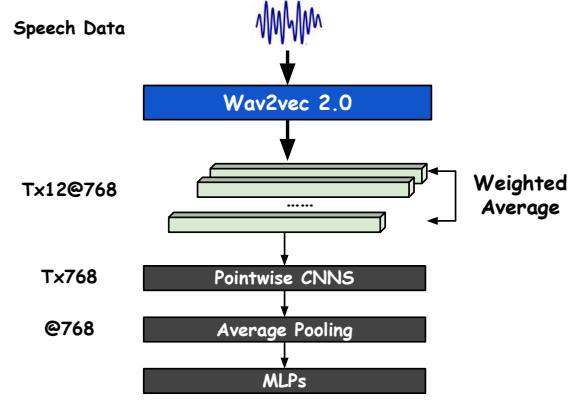 Speech Data
Wav2vec 2.0
Tx12@768
......
Weighted
Average
Tx768
Pointwise CNNS
@768
Average Pooling
MLPs